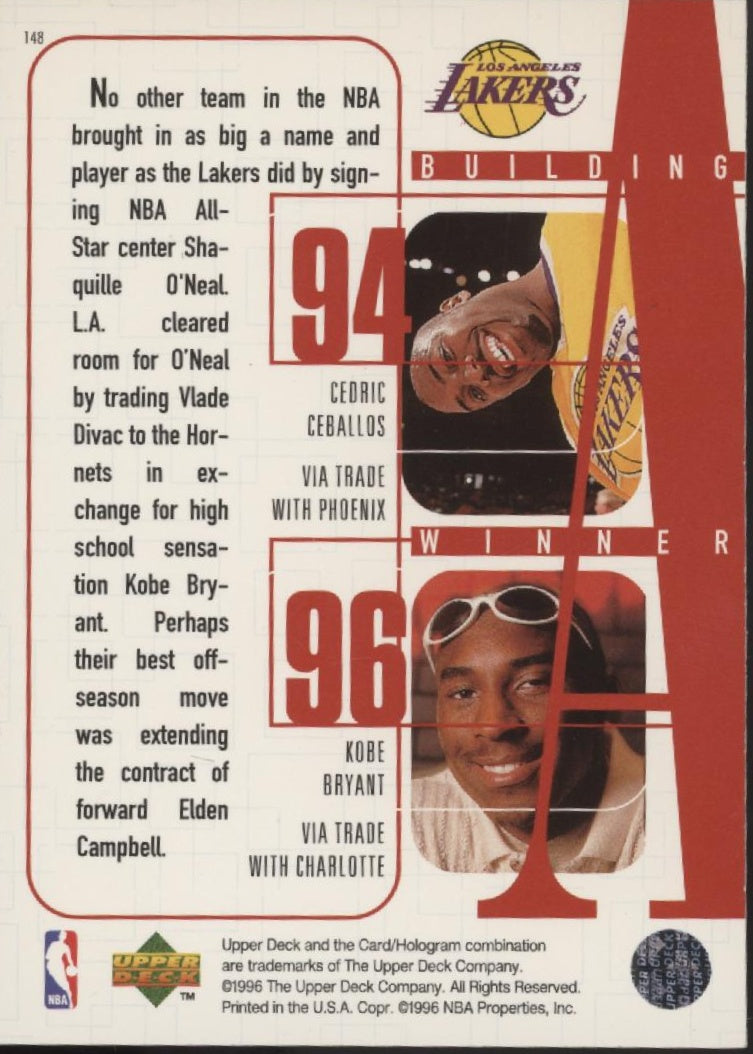 148
No other team in the NBA
brought in as big a name and
player as the Lakers did by sign-
ing NBA All-
Star center Sha-
quille O'Neal.
L.A. cleared
room for O'Neal
by trading Vlade
Divac to the Hor-
nets in ex-
change for high
school sensa-
tion Kobe Bry-
ant. Perhaps
their best off-
season move
was extending
the contract of
forward Elden
Campbell.
LOS ANGELES
LAKERS
BUILDING
94
CEDRIC
CEBALLOS
VIA TRADE
WITH PHOENIX
ANGELES
LAKERS
WINNER
96
KOBE
BRYANT
VIA TRADE
WITH CHARLOTTE
A
NBA
UPPER
DECK
TM
Upper Deck and the Card/Hologram combination
are trademarks of The Upper Deck Company.
©1996 The Upper Deck Company. All Rights Reserved.
Printed in the U.S.A. Copr. ©1996 NBA Properties, Inc.